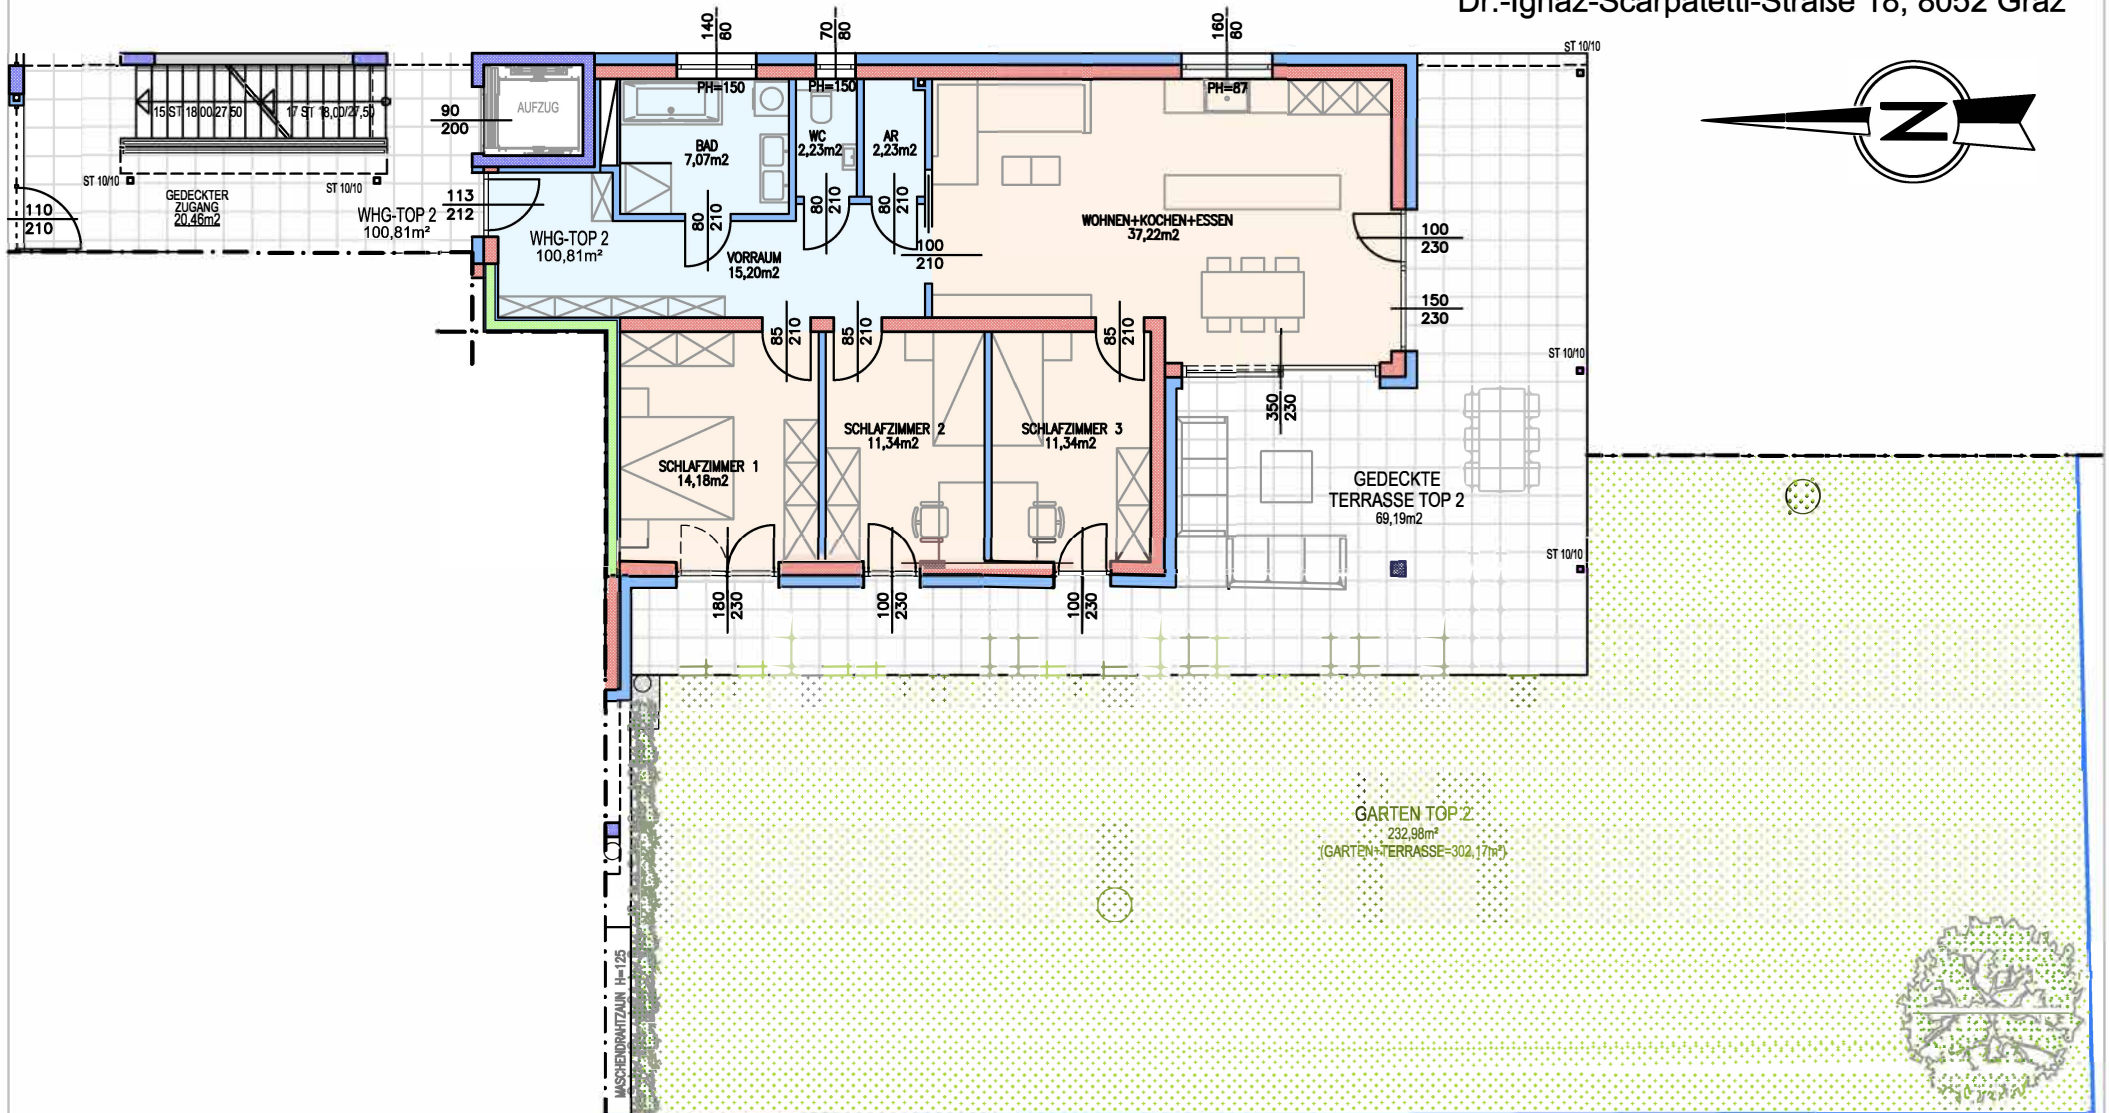 Dr.-Ignaz-Scarpatetti-Straße 18, 8052 Graz
140
60
70
80
160
60
ST 10/10
15 ST 18,00/27,50
17 ST 18,00/27,50
AUFZUG
90
200
PH=150
PH=150
PH=87
BAD
7,07m2
WC
2,23m2
AR
2,23m2
N
ST 10/10
ST 10/10
GEDECKTER
ZUGANG
20,46m2
110
210
WHG-TOP 2
100,81m²
113
212
WHG-TOP 2
100,81m²
80
210
80
210
80
210
VORRAUM
15,20m2
100
210
WOHNEN+KOCHEN+ESSEN
37,22m2
100
230
150
230
85
210
85
210
85
210
ST 10/10
350
230
SCHLAFZIMMER 1
14,18m2
SCHLAFZIMMER 2
11,34m2
SCHLAFZIMMER 3
11,34m2
GEDECKTE
TERRASSE TOP 2
69,19m2
ST 10/10
180
230
100
230
100
230
GARTEN TOP 2
232,98m²
(GARTEN+TERRASSE=302,17m²)
MASCHENDRAHTZAUN H=125